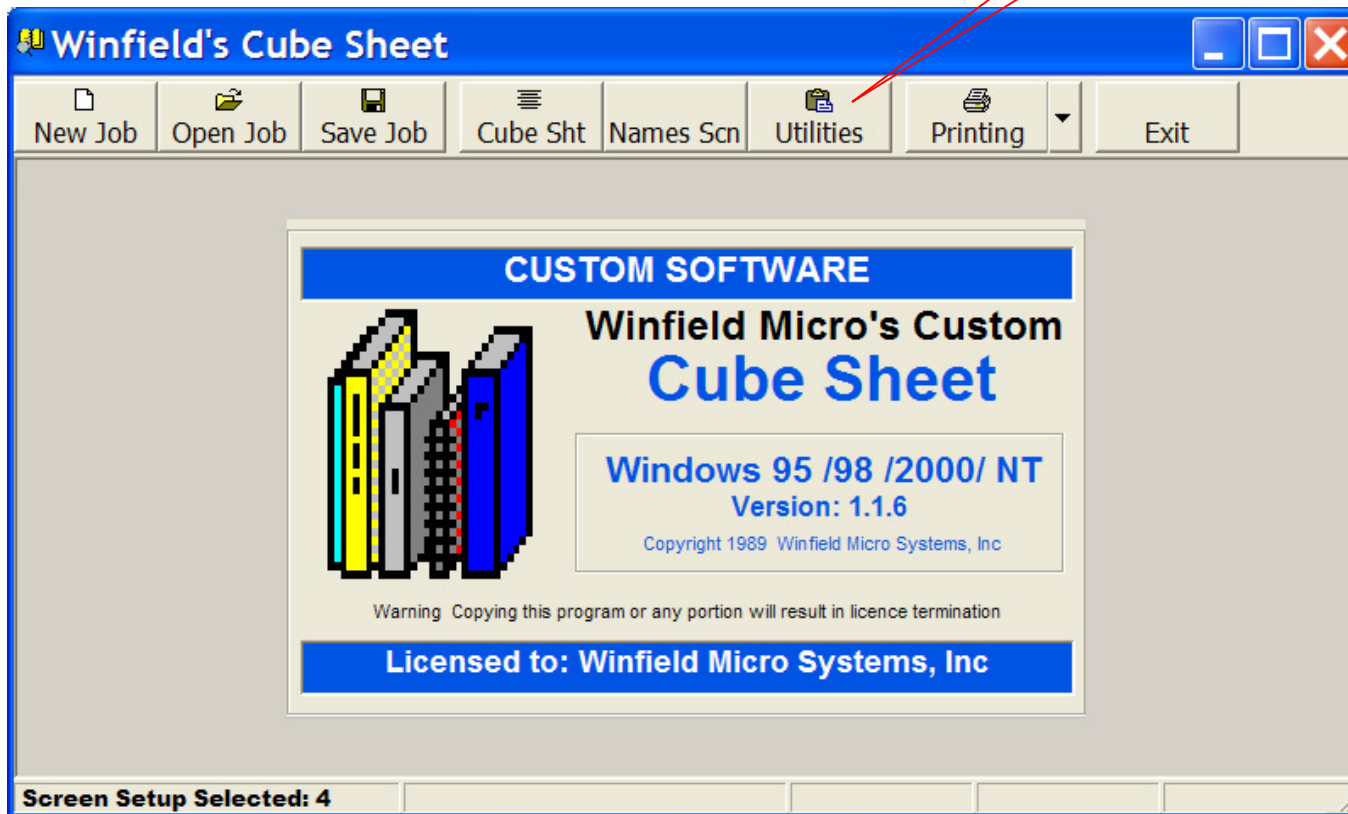 Winfield's Cube Sheet
New Job Open Job Save Job Cube Sht Names Scn Utilities Printing Exit
CUSTOM SOFTWARE
Winfield Micro's Custom
Cube Sheet
Windows 95 /98 /2000/ NT
Version: 1.1.6
Copyright 1989 Winfield Micro Systems, Inc
Warning Copying this program or any portion will result in licence termination
Licensed to: Winfield Micro Systems, Inc
Screen Setup Selected: 4